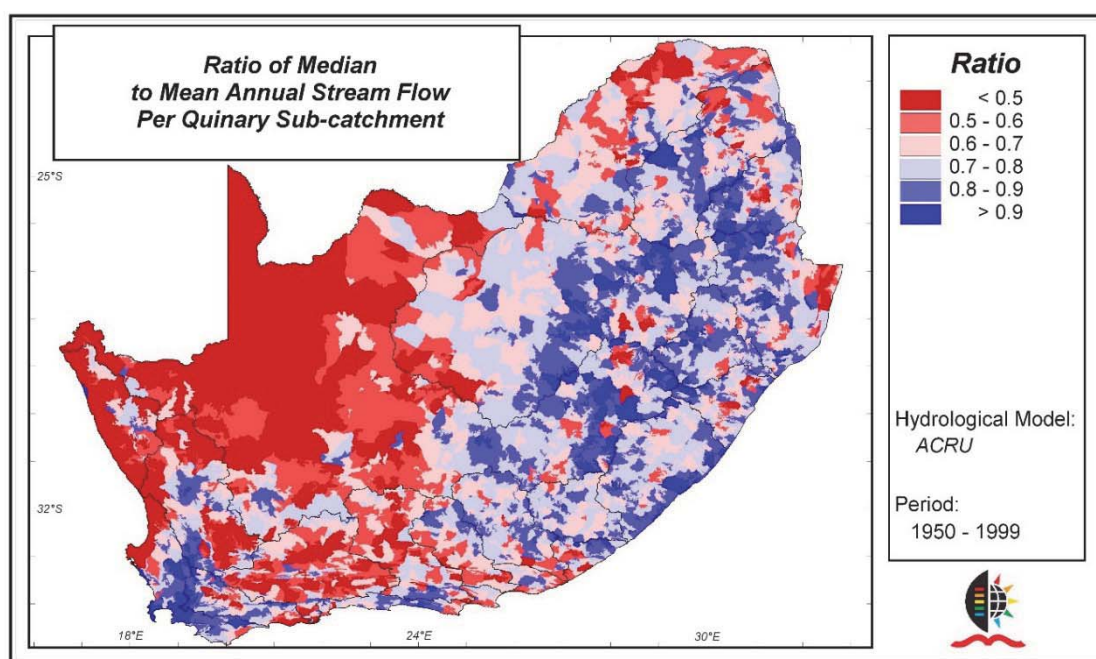 Ratio of Median
to Mean Annual Stream Flow
Per Quinary Sub-catchment
25°S
32°S
18°E
24°E
30°E
Ratio
< 0.5
0.5 - 0.6
0.6 - 0.7
0.7 - 0.8
0.8 - 0.9
> 0.9
Hydrological Model:
ACRU
Period:
1950 - 1999